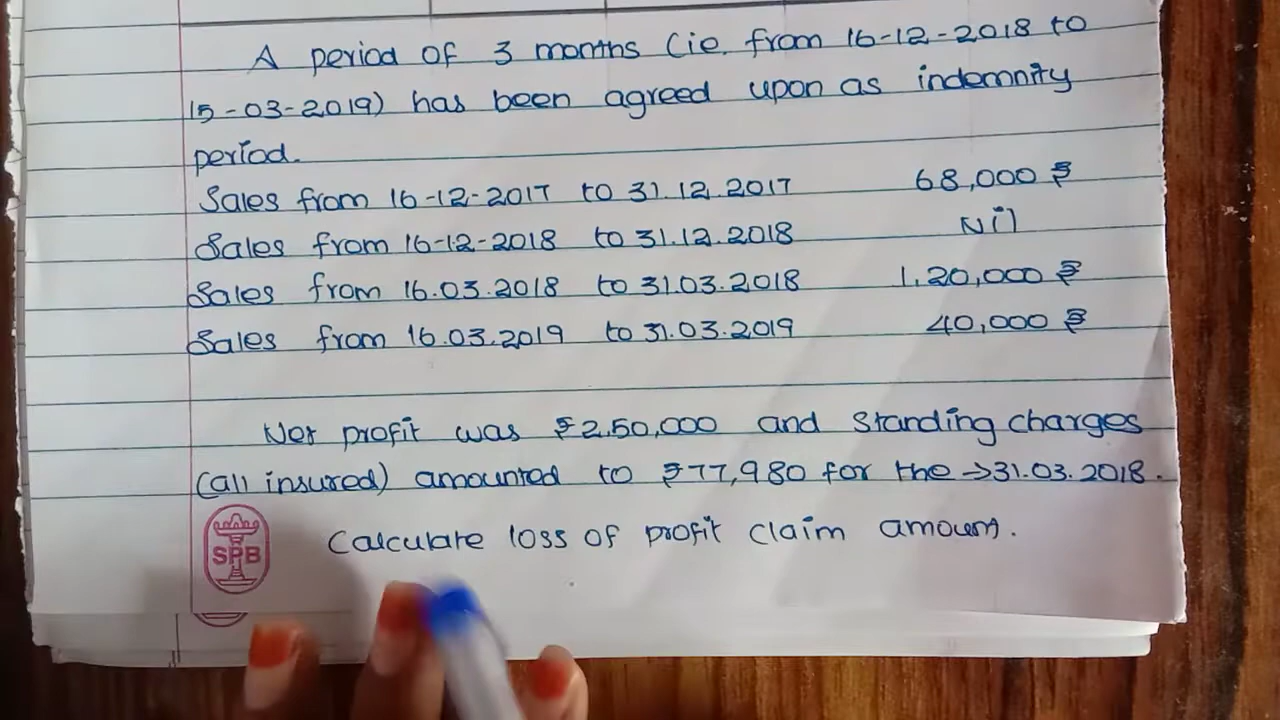 A period of 3 months (ie. from 16-12-2018 to
15-03-2019) has been agreed upon as indemnity
period.
Sales from 16-12-2017 to 31.12.2017 68,000 ₹
Sales from 16-12-2018 to 31.12.2018 Nil
Sales from 16.03.2018 to 31.03.2018 1,20,000 ₹
Sales from 16.03.2019 to 31.03.2019 40,000 ₹
Net profit was ₹2,50,000 and Standing charges
(all insured) amounted to ₹77,980 for the →31.03.2018.
Calculate loss of profit claim amount.
SPB